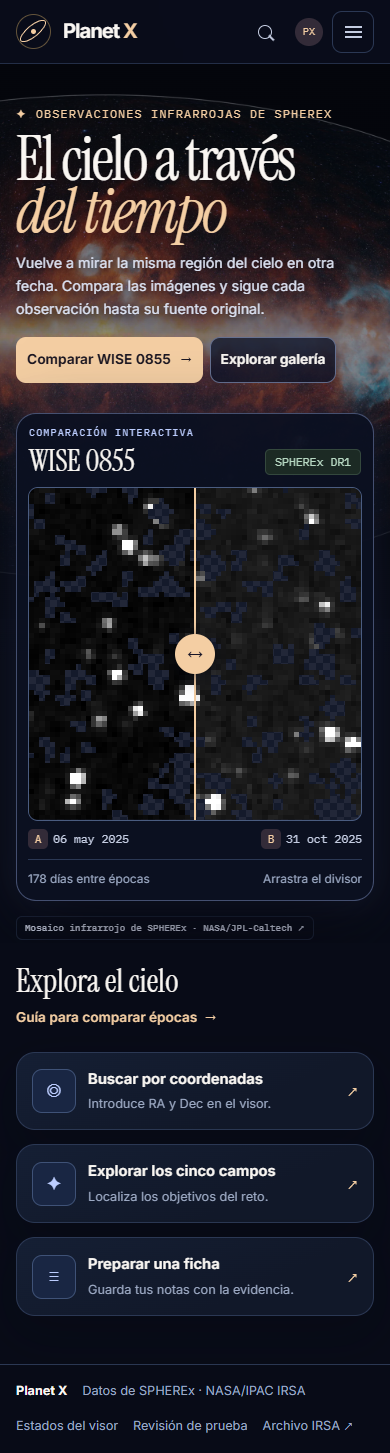 Planet X
PX
✦ OBSERVACIONES INFRARROJAS DE SPHEREX
El cielo a través
del tiempo
Vuelve a mirar la misma región del cielo en otra
fecha. Compara las imágenes y sigue cada
observación hasta su fuente original.
Comparar WISE 0855 →
Explorar galería
COMPARACIÓN INTERACTIVA
WISE 0855
SPHEREx DR1
A 06 may 2025
B 31 oct 2025
178 días entre épocas
Arrastra el divisor
Mosaico infrarrojo de SPHEREx · NASA/JPL-Caltech ↗
Explora el cielo
Guía para comparar épocas →
Buscar por coordenadas
Introduce RA y Dec en el visor.
Explorar los cinco campos
Localiza los objetivos del reto.
Preparar una ficha
Guarda tus notas con la evidencia.
Planet X Datos de SPHEREx · NASA/IPAC IRSA
Estados del visor Revisión de prueba Archivo IRSA ↗